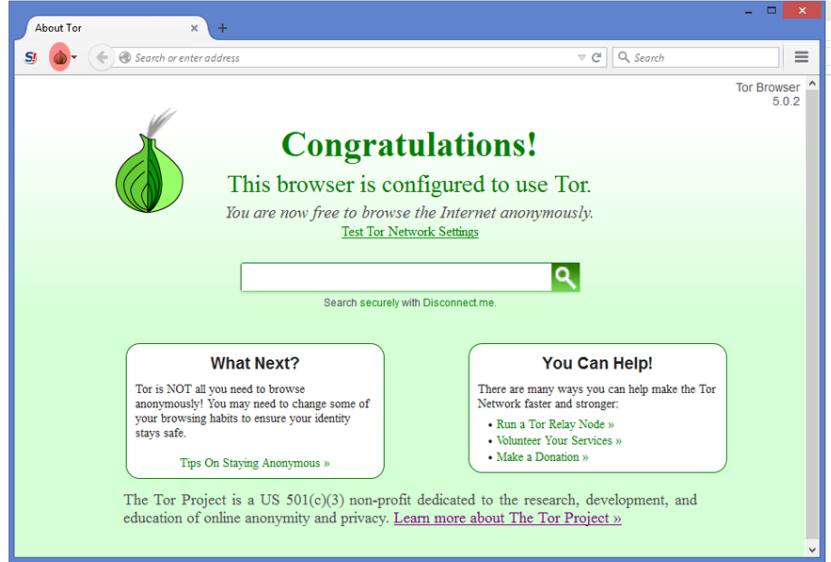 About Tor
S!
Search or enter address
Search
Tor Browser
5.0.2
Congratulations!
This browser is configured to use Tor.
You are now free to browse the Internet anonymously.
Test Tor Network Settings
Search securely with Disconnect.me.
What Next?
Tor is NOT all you need to browse
anonymously! You may need to change some of
your browsing habits to ensure your identity
stays safe.
Tips On Staying Anonymous »
You Can Help!
There are many ways you can help make the Tor
Network faster and stronger:
• Run a Tor Relay Node »
• Volunteer Your Services »
• Make a Donation »
The Tor Project is a US 501(c)(3) non-profit dedicated to the research, development, and
education of online anonymity and privacy. Learn more about The Tor Project »